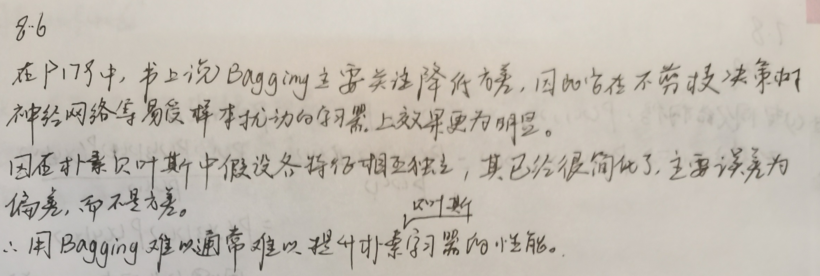 8.6
在P178中,书上说Bagging主要关注降低方差,因此它在不剪枝决策树
神经网络等易受样本扰动的学习器上效果更为明显。
因在朴素贝叶斯中假设各特征相互独立,其已经很简化了,主要误差为
偏差,而不是方差。
贝叶斯
∴用Bagging难以通常难以提升朴素学习器的性能。